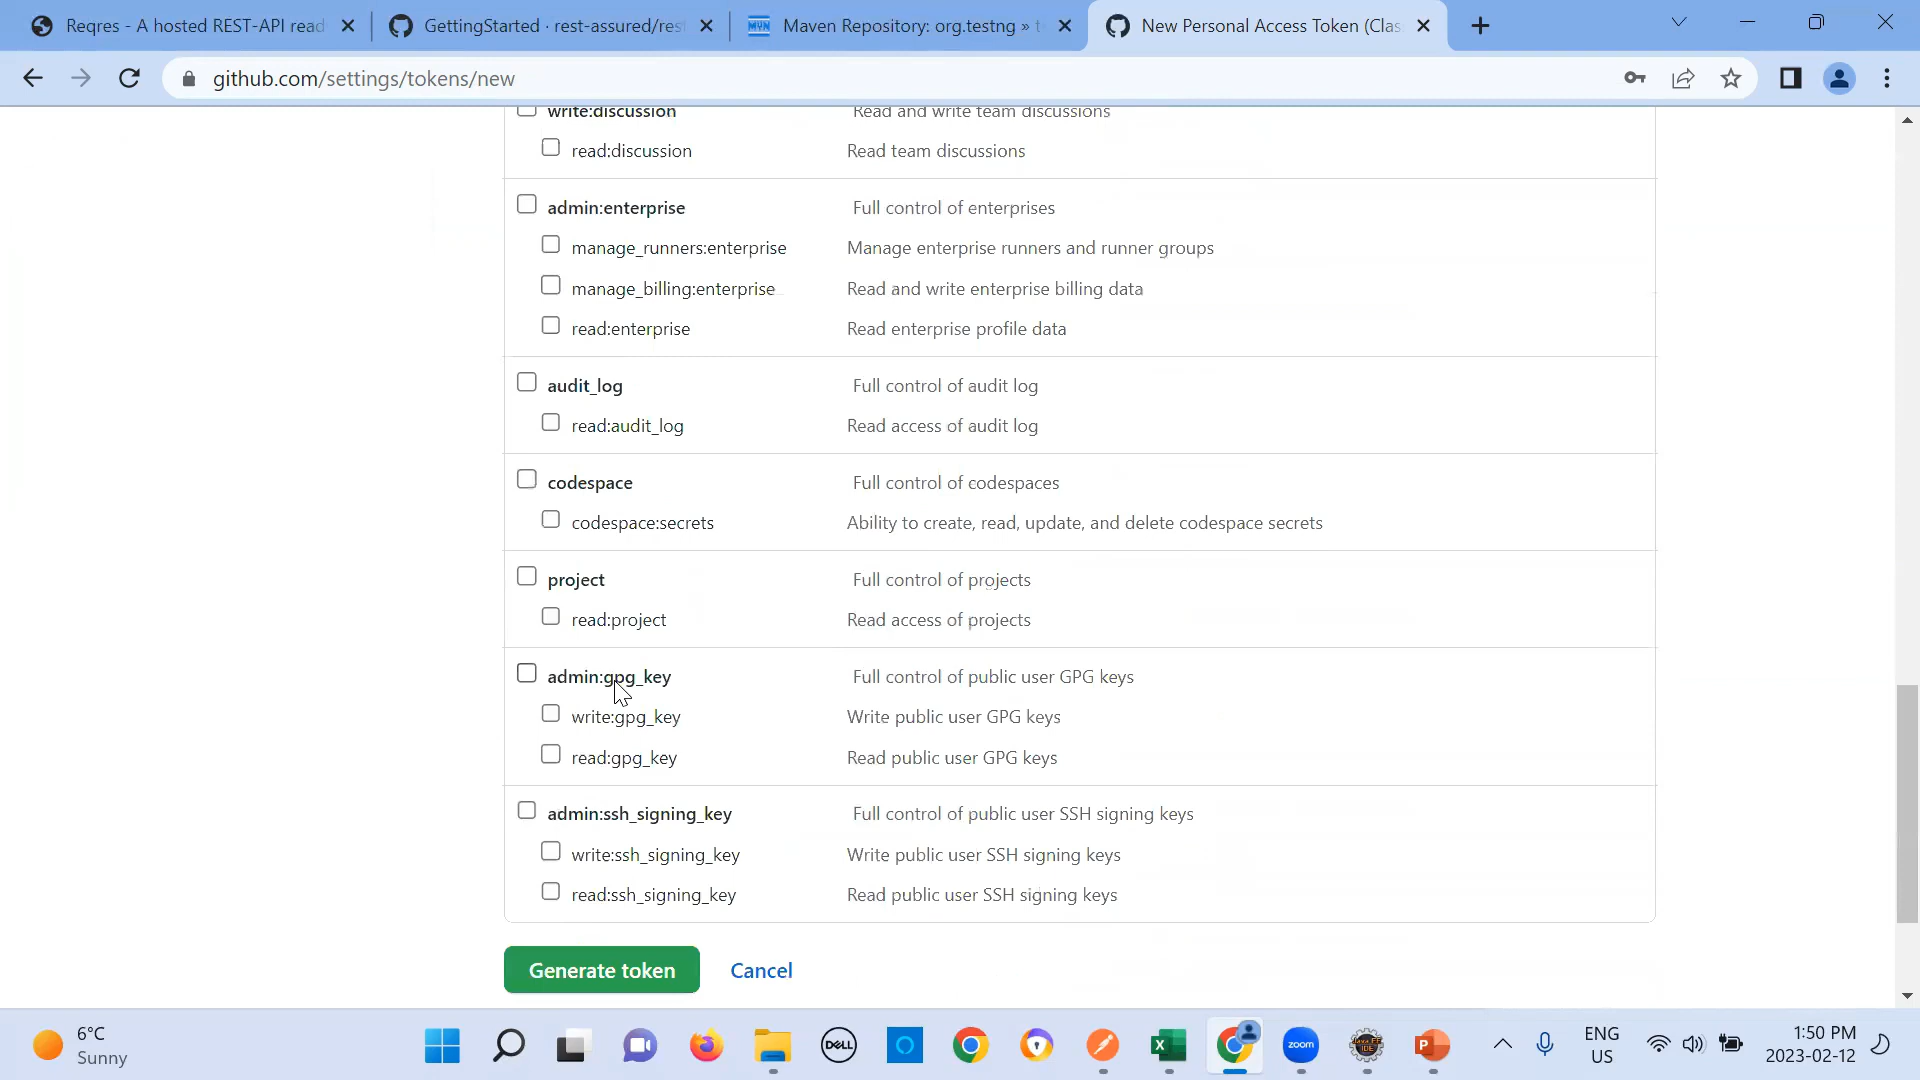 Reqres - A hosted REST-API read
GettingStarted · rest-assured/rest
Maven Repository: org.testng » t
New Personal Access Token (Clas
github.com/settings/tokens/new
write:discussion Read and write team discussions
read:discussion Read team discussions
admin:enterprise Full control of enterprises
manage_runners:enterprise Manage enterprise runners and runner groups
manage_billing:enterprise Read and write enterprise billing data
read:enterprise Read enterprise profile data
audit_log Full control of audit log
read:audit_log Read access of audit log
codespace Full control of codespaces
codespace:secrets Ability to create, read, update, and delete codespace secrets
project Full control of projects
read:project Read access of projects
admin:gpg_key Full control of public user GPG keys
write:gpg_key Write public user GPG keys
read:gpg_key Read public user GPG keys
admin:ssh_signing_key Full control of public user SSH signing keys
write:ssh_signing_key Write public user SSH signing keys
read:ssh_signing_key Read public user SSH signing keys
Generate token Cancel
6°C
Sunny
DELL
zoom
ENG
US
1:50 PM
2023-02-12